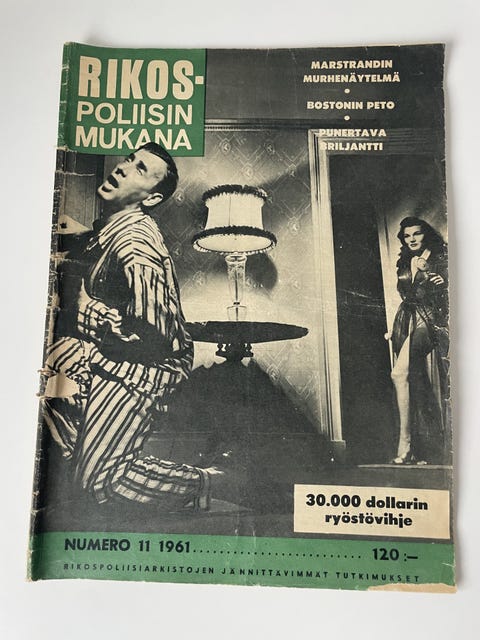 RIKOS-
POLIISIN
MUKANA
MARSTRANDIN
MURHENÄYTELMÄ
BOSTONIN PETO
PUNERTAVA
BRILJANTTI
30.000 dollarin
ryöstövihje
NUMERO 11 1961........................ 120:—
RIKOSPOLIISIARKISTOJEN JÄNNITTÄVIMMÄT TUTKIMUKSET